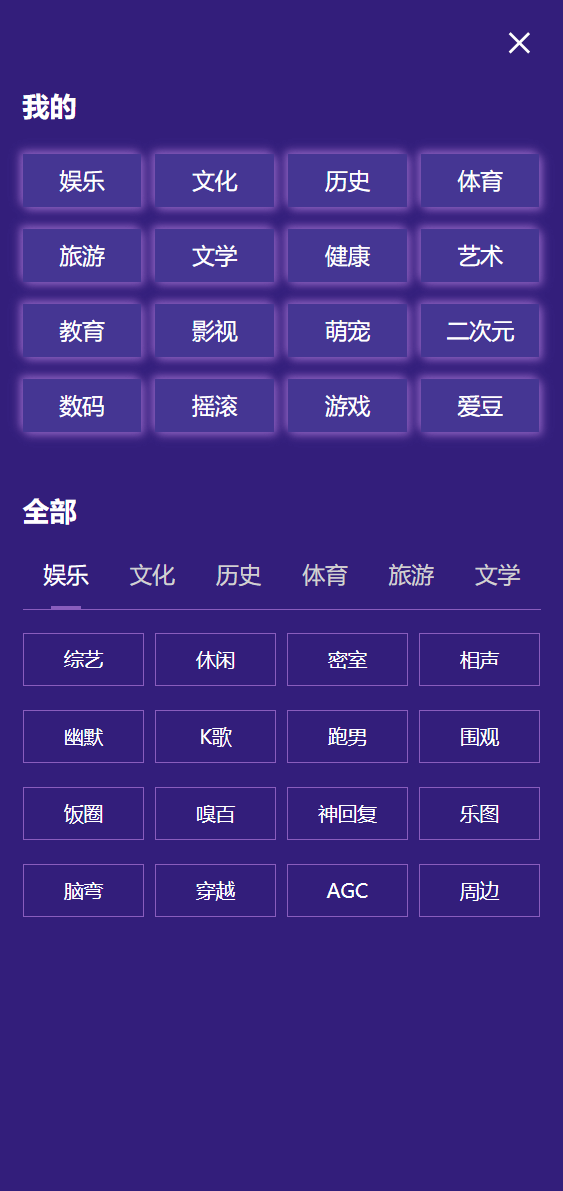 我的
娱乐 文化 历史 体育
旅游 文学 健康 艺术
教育 影视 萌宠 二次元
数码 摇滚 游戏 爱豆
全部
娱乐 文化 历史 体育 旅游 文学
综艺 休闲 密室 相声
幽默 K歌 跑男 围观
饭圈 嗅百 神回复 乐图
脑弯 穿越 AGC 周边